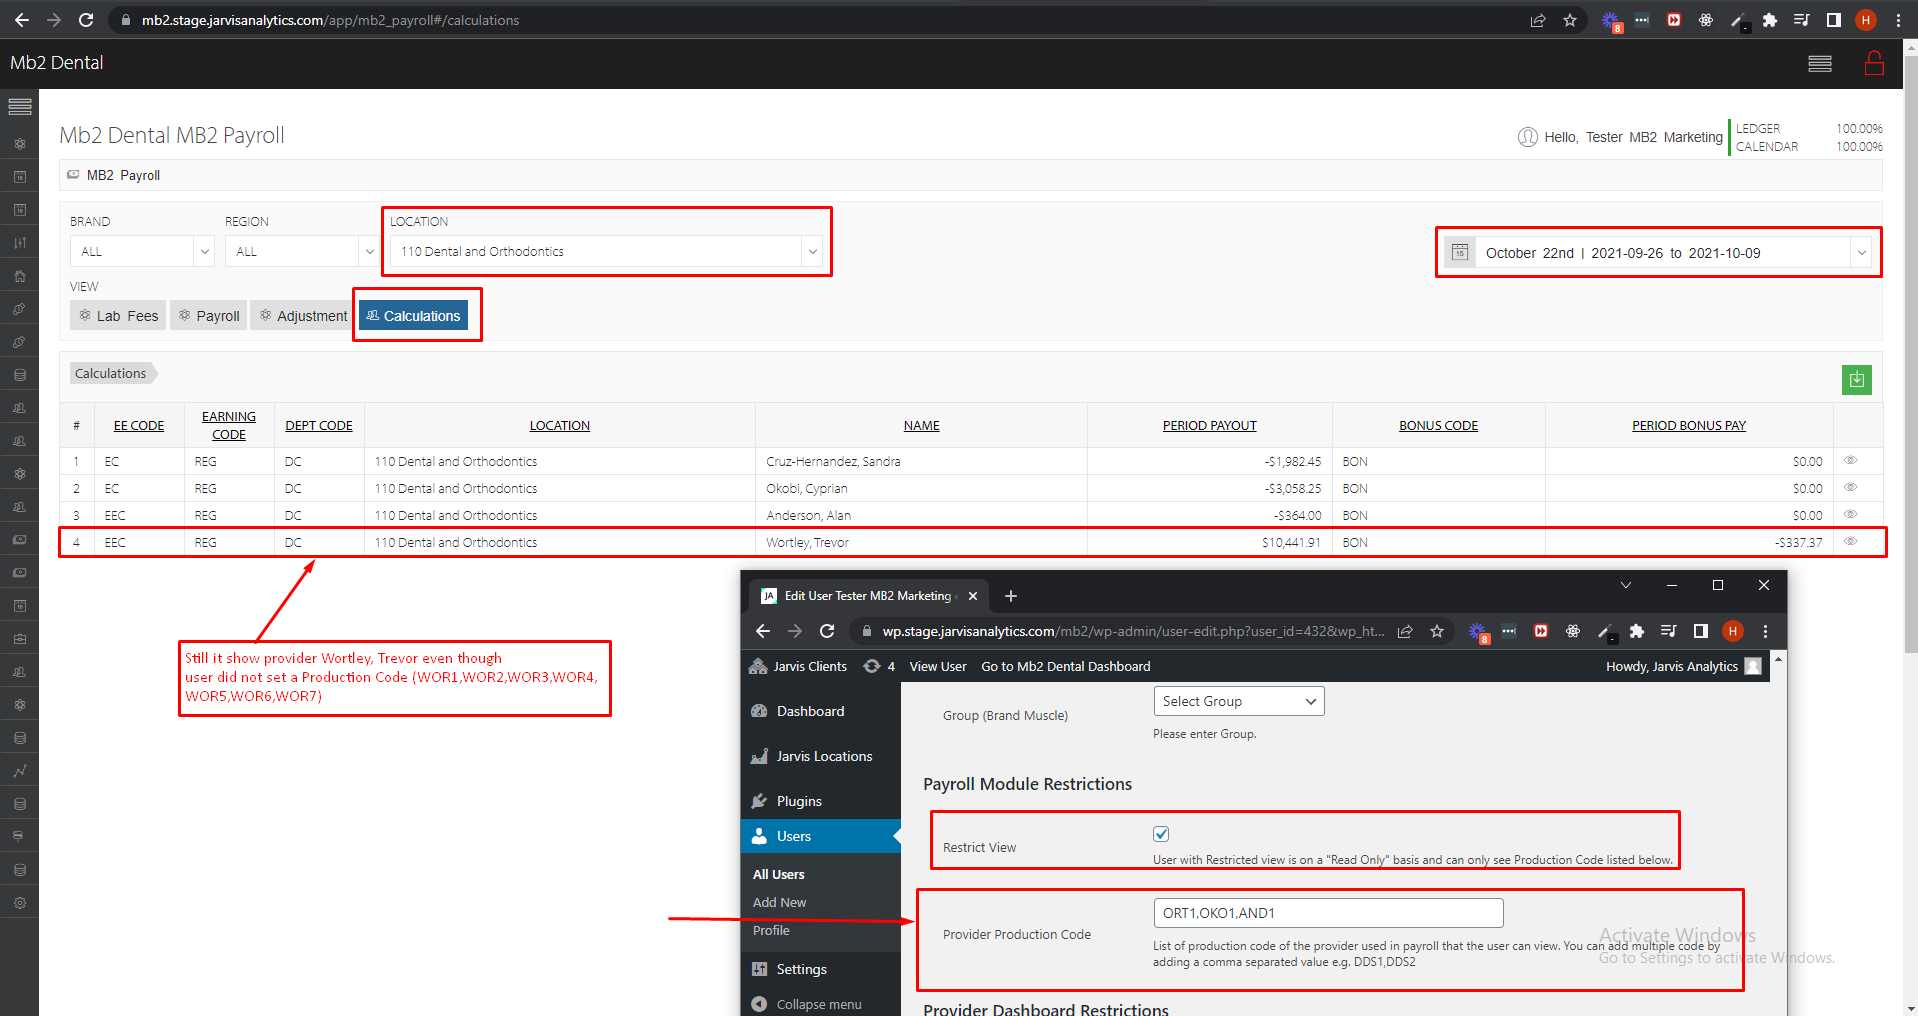 mb2.stage.jarvisanalytics.com/app/mb2_payroll#/calculations
8
H
Mb2 Dental
Mb2 Dental MB2 Payroll
Hello, Tester MB2 Marketing
LEDGER 100.00%
CALENDAR 100.00%
MB2 Payroll
BRAND REGION LOCATION
ALL ALL 110 Dental and Orthodontics
October 22nd | 2021-09-26 to 2021-10-09
VIEW
Lab Fees Payroll Adjustment Calculations
Calculations
# EE CODE EARNING CODE DEPT CODE LOCATION NAME PERIOD PAYOUT BONUS CODE PERIOD BONUS PAY
1 EC REG DC 110 Dental and Orthodontics Cruz-Hernandez, Sandra -$1,982.45 BON $0.00
2 EC REG DC 110 Dental and Orthodontics Okobi, Cyprian -$3,058.25 BON $0.00
3 EEC REG DC 110 Dental and Orthodontics Anderson, Alan -$364.00 BON $0.00
4 EEC REG DC 110 Dental and Orthodontics Wortley, Trevor $10,441.91 BON -$337.37
Still it show provider Wortley, Trevor even though
user did not set a Production Code (WOR1,WOR2,WOR3,WOR4,
WOR5,WOR6,WOR7)
JA Edit User Tester MB2 Marketing
wp.stage.jarvisanalytics.com/mb2/wp-admin/user-edit.php?user_id=432&wp_ht...
8
H
Jarvis Clients 4 View User Go to Mb2 Dental Dashboard Howdy, Jarvis Analytics
Dashboard
Jarvis Locations
Plugins
Users
All Users
Add New
Profile
Settings
Collapse menu
Group (Brand Muscle) Select Group
Please enter Group.
Payroll Module Restrictions
Restrict View
User with Restricted view is on a "Read Only" basis and can only see Production Code listed below.
Provider Production Code ORT1,OKO1,AND1
List of production code of the provider used in payroll that the user can view. You can add multiple code by
adding a comma separated value e.g. DDS1,DDS2
Provider Dashboard Restrictions
Activate Windows
Go to Settings to activate Windows.